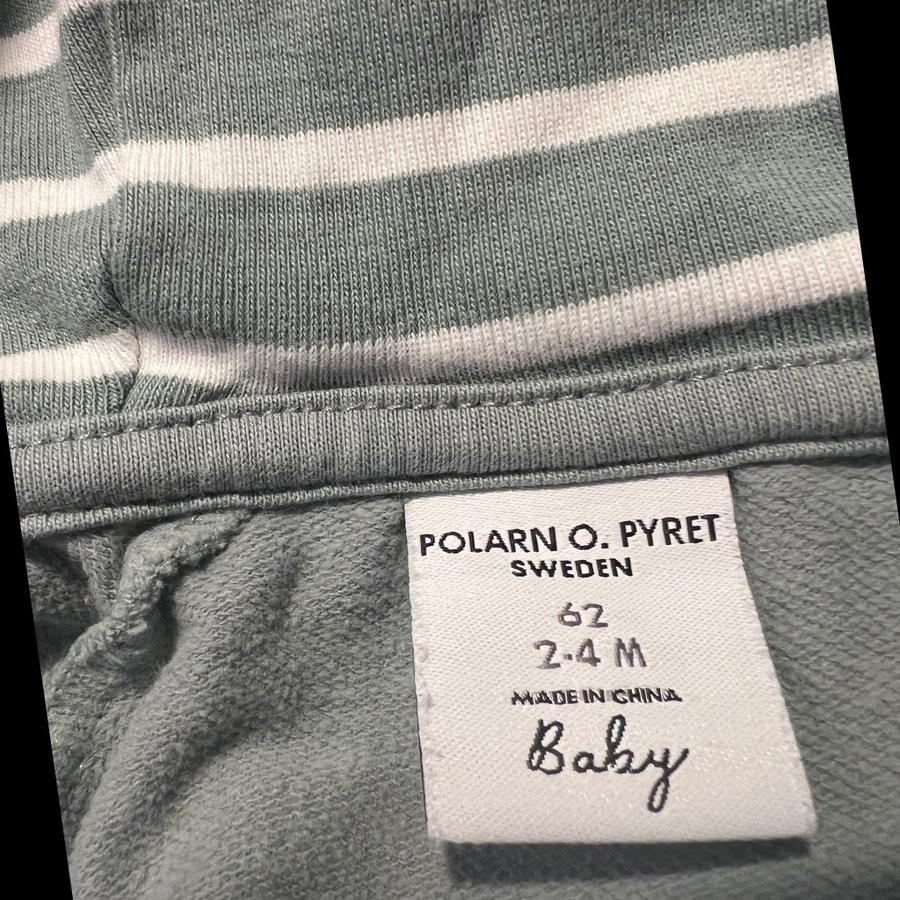 POLARN O. PYRET
SWEDEN
62
2-4 M
MADE IN CHINA
Baby